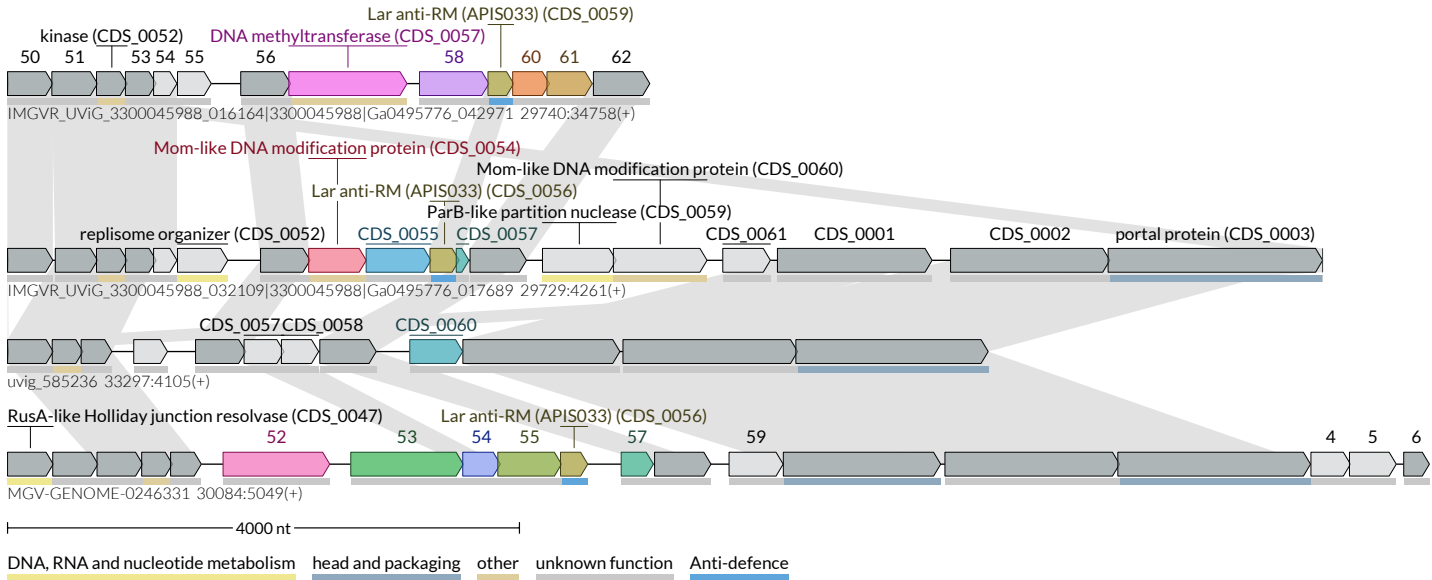 Lar anti-RM (APIS033) (CDS_0059)
kinase (CDS_0052) DNA methyltransferase (CDS_0057)
50 51 53 54 55 56 58 60 61 62
IMGVR_UViG_3300045988_016164|3300045988|Ga0495776_042971 29740:34758(+)
Mom-like DNA modification protein (CDS_0054)
Mom-like DNA modification protein (CDS_0060)
Lar anti-RM (APIS033) (CDS_0056)
ParB-like partition nuclease (CDS_0059)
replisome organizer (CDS_0052) CDS_0055 CDS_0057 CDS_0061 CDS_0001 CDS_0002 portal protein (CDS_0003)
IMGVR_UViG_3300045988_032109|3300045988|Ga0495776_017689 29729:4261(+)
CDS_0057 CDS_0058 CDS_0060
uvig_585236 33297:4105(+)
RusA-like Holliday junction resolvase (CDS_0047) Lar anti-RM (APIS033) (CDS_0056)
52 53 54 55 57 59 4 5 6
MGV-GENOME-0246331 30084:5049(+)
4000 nt
DNA, RNA and nucleotide metabolism head and packaging other unknown function Anti-defence